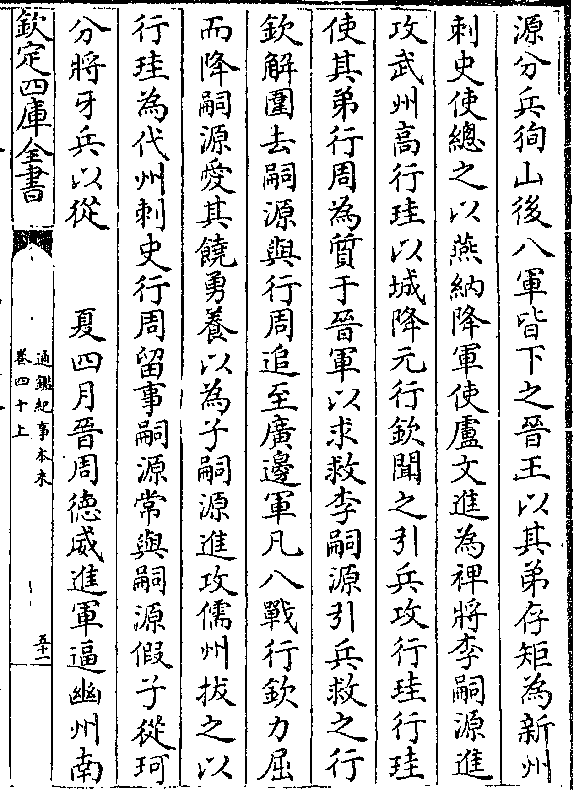 源分兵狥山後八軍皆下之晉王以其弟存矩為新州
刺史使總之以燕納降軍使盧文進為裨將李嗣源進
攻武州高行珪以城降元行欽聞之引兵攻行珪行珪
使其弟行周為質于晉軍以求救李嗣源引兵救之行
欽解圍去嗣源與行周追至廣邊軍凡八戰行欽力屈
而降嗣源愛其饒勇養以為子嗣源進攻儒州拔之以
行珪為代州刺史行周留事嗣源常與嗣源假子從珂
分將牙兵以從　　夏四月晉周德威進軍逼幽州南
欽定四庫全書
通鑑紀事本末
卷四十上
五十一